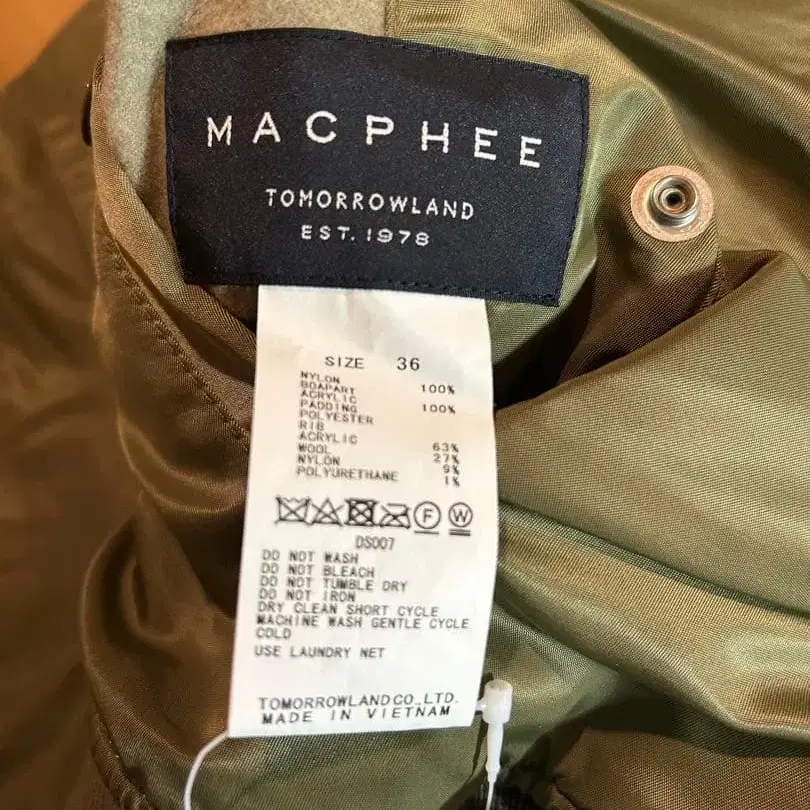 MACPHEE
TOMORROWLAND
EST. 1978
SIZE 36
NYLON 100%
BOAPART
ACRYLIC 100%
PADDING
POLYESTER
RIB
ACRYLIC 63%
WOOL 27%
NYLON 9%
POLYURETHANE 1%
F W
DS007
DO NOT WASH
DO NOT BLEACH
DO NOT TUMBLE DRY
DO NOT IRON
DRY CLEAN SHORT CYCLE
MACHINE WASH GENTLE CYCLE
COLD
USE LAUNDRY NET
TOMORROWLAND CO.,LTD.
MADE IN VIETNAM